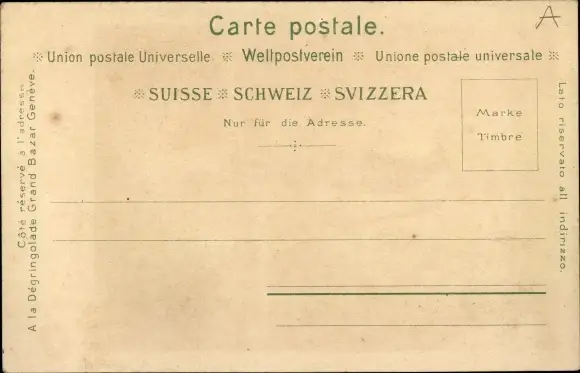 Carte postale.
A
※ Union postale Universelle ※ Weltpostverein ※ Unione postale universale ※
※ SUISSE ※ SCHWEIZ ※ SVIZZERA
Nur für die Adresse.
Marke
Timbre
Côté réservé à l'adresse.
A la Dégringolade Grand Bazar Genève.
Lato riservato all indirizzo.